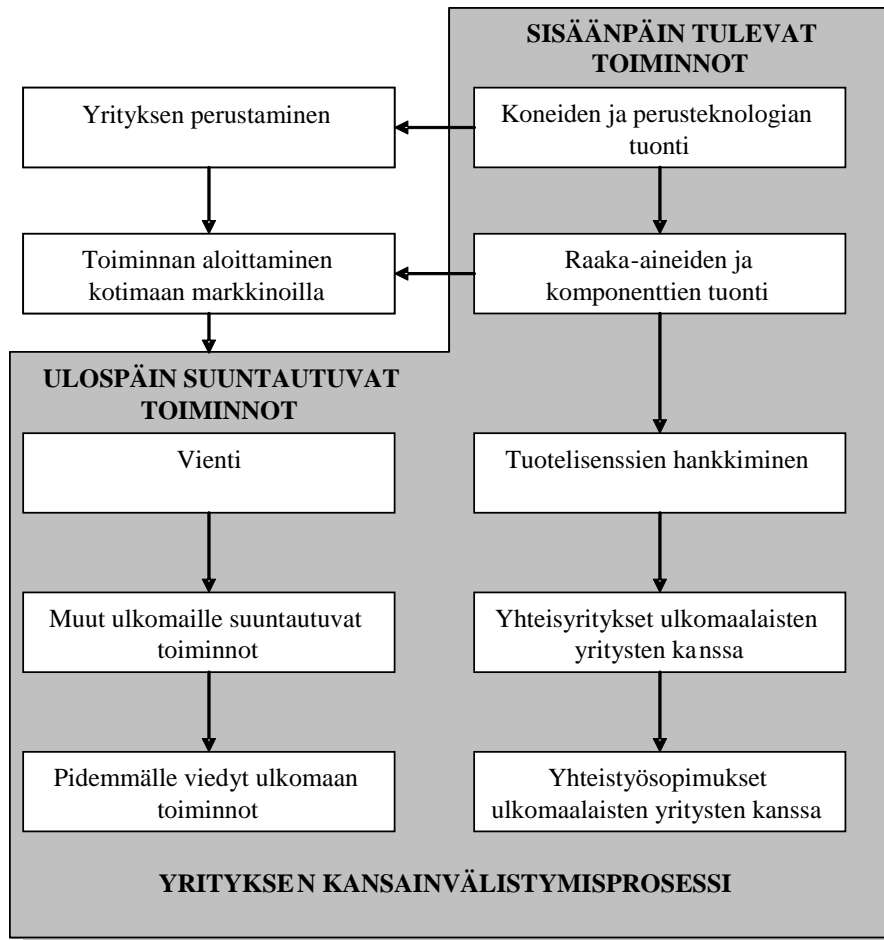 SISÄÄNPÄIN TULEVAT
TOIMINNOT
Yrityksen perustaminen
Koneiden ja perusteknologian
tuonti
Toiminnan aloittaminen
kotimaan markkinoilla
Raaka-aineiden ja
komponenttien tuonti
ULOSPÄIN SUUNTAUTUVAT
TOIMINNOT
Vienti
Tuotelisenssien hankkiminen
Muut ulkomaille suuntautuvat
toiminnot
Yhteisyritykset ulkomaalaisten
yritysten kanssa
Pidemmälle viedyt ulkomaan
toiminnot
Yhteistyösopimukset
ulkomaalaisten yritysten kanssa
YRITYKSEN KANSAINVÄLISTYMISPROSESSI